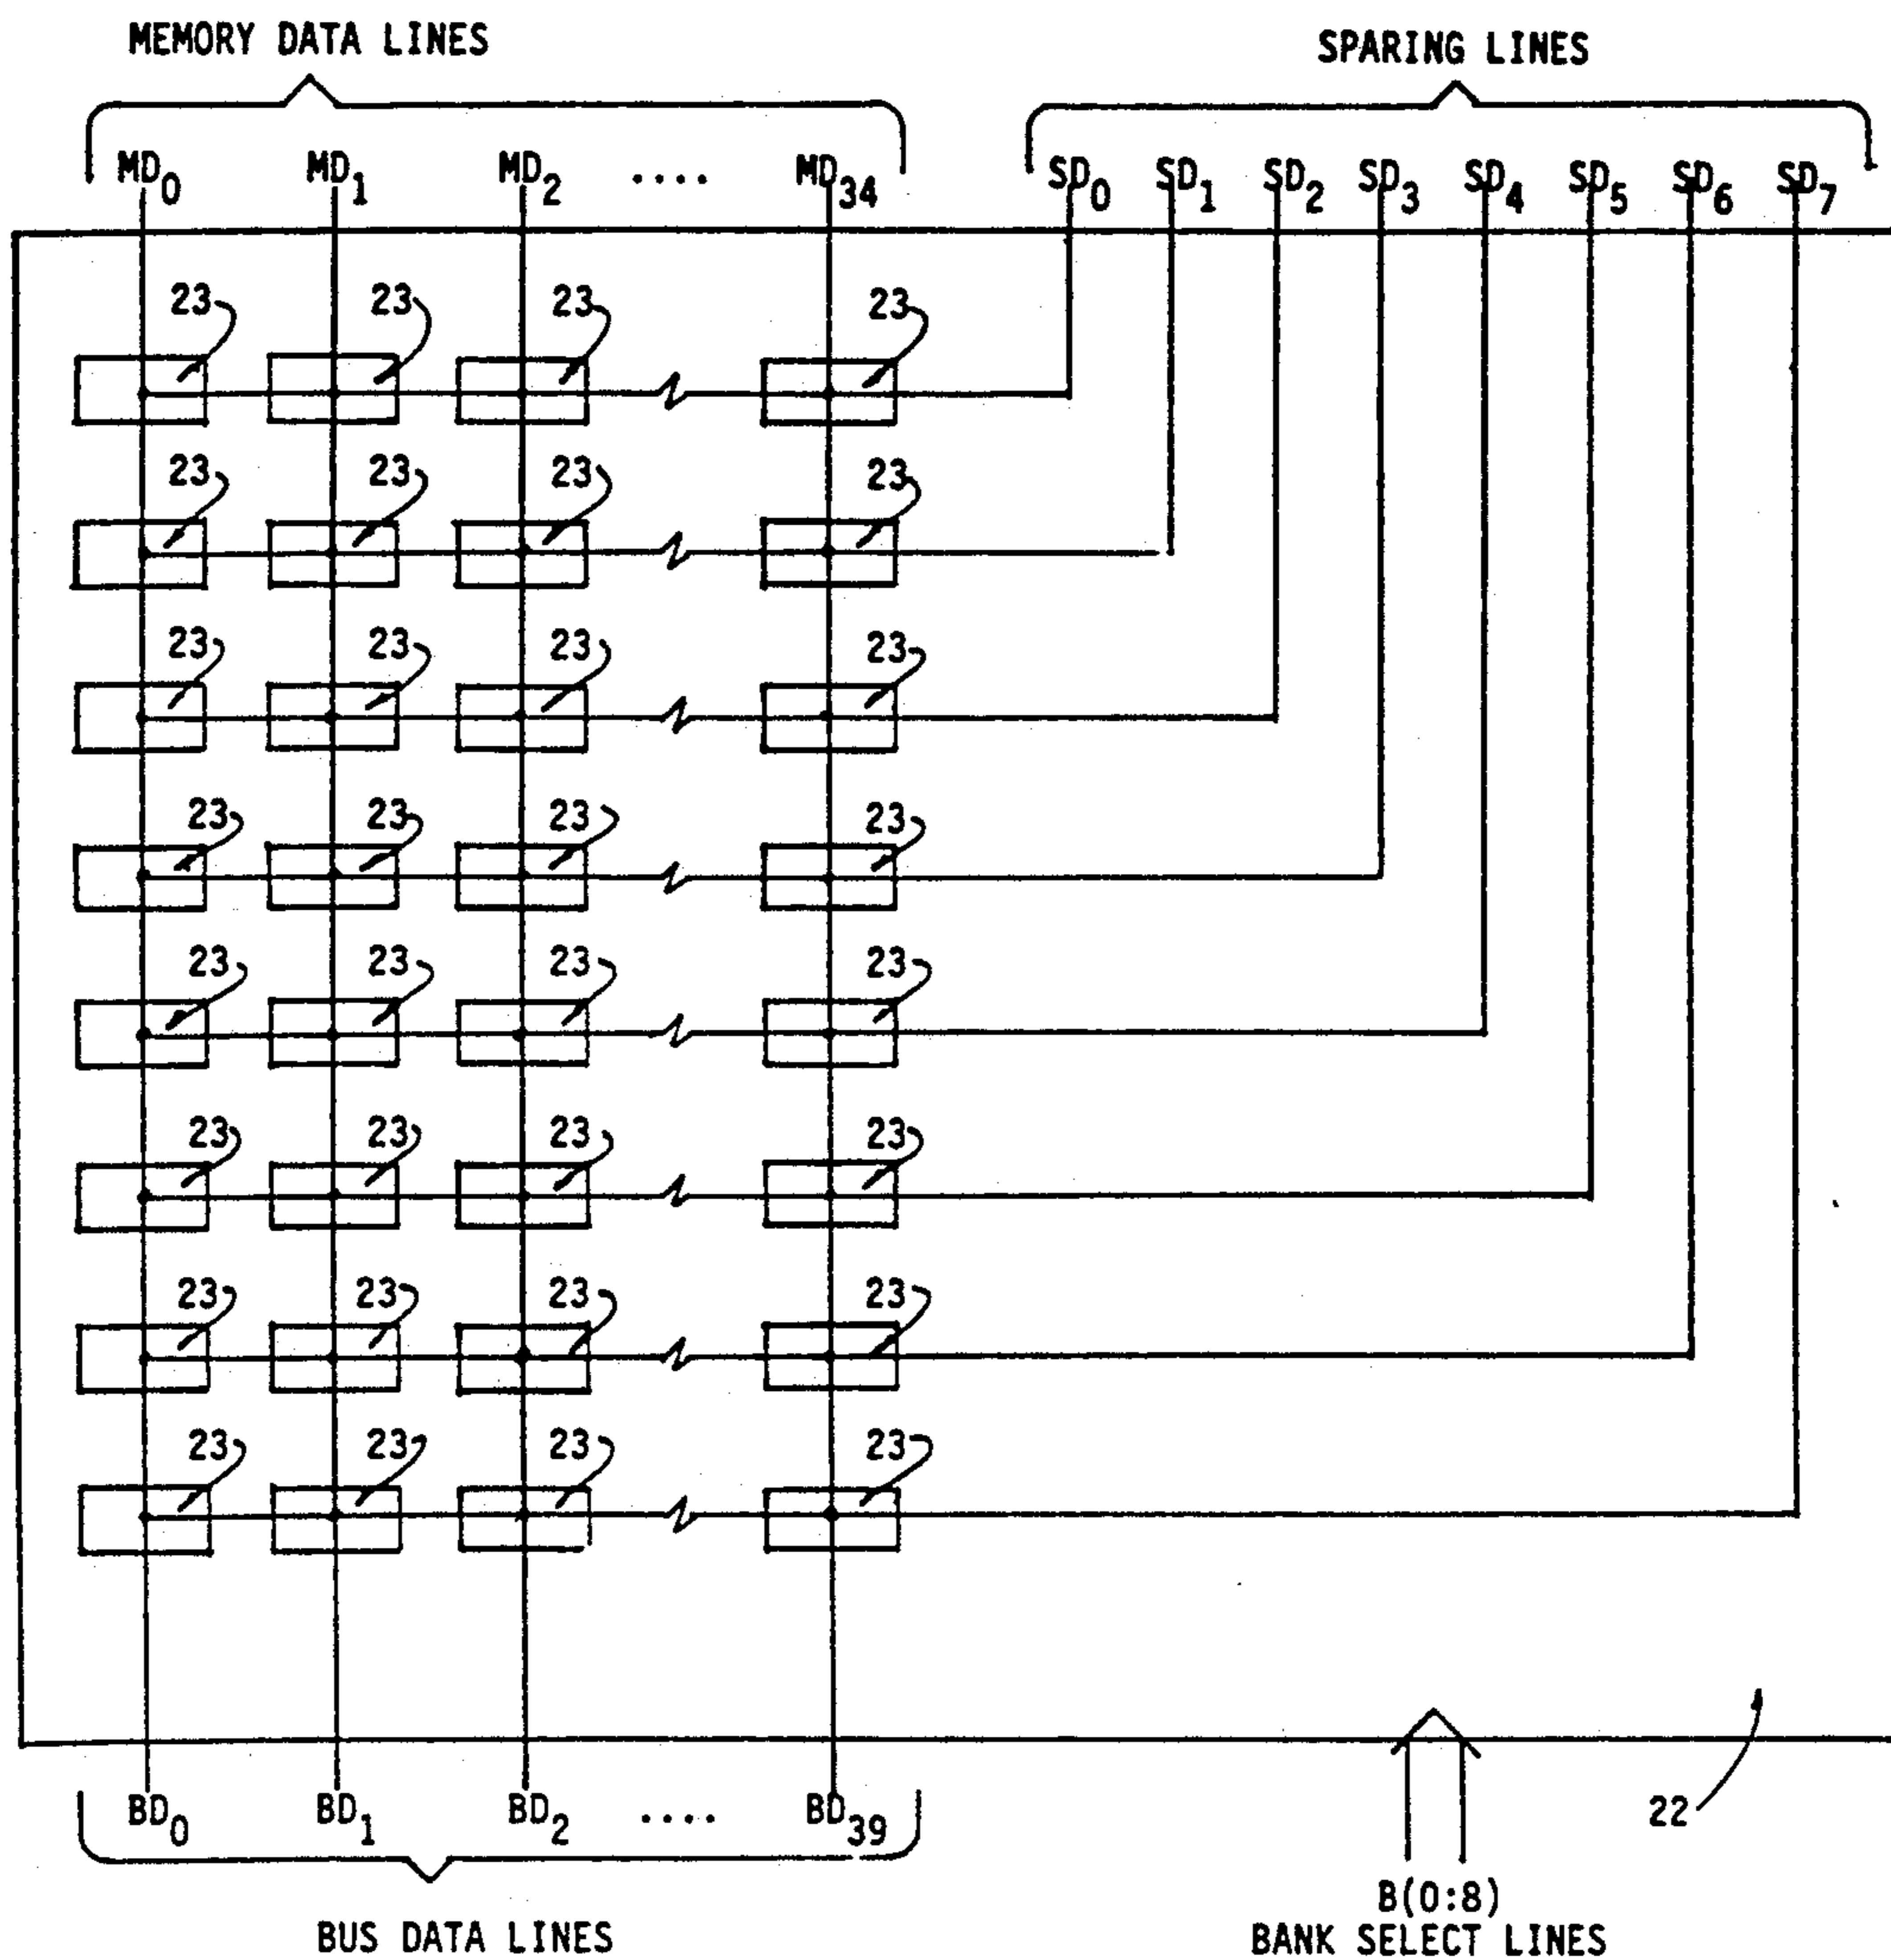 MEMORY DATA LINES
SPARING LINES
MD0 MD1 MD2 .... MD34 SD0 SD1 SD2 SD3 SD4 SD5 SD6 SD7
23 23 23 23
23 23 23 23
23 23 23 23
23 23 23 23
23 23 23 23
23 23 23 23
23 23 23 23
23 23 23 23
BD0 BD1 BD2 .... BD39
22
BUS DATA LINES
B(0:8)
BANK SELECT LINES